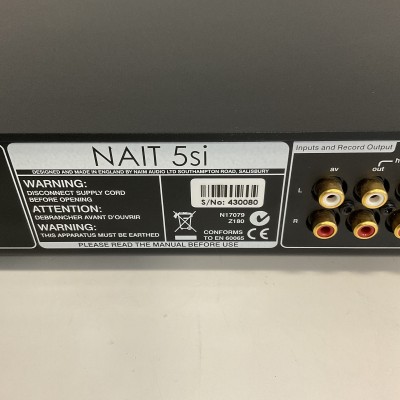 NAIT 5si
DESIGNED AND MADE IN ENGLAND BY NAIM AUDIO LTD SOUTHAMPTON ROAD, SALISBURY
WARNING:
DISCONNECT SUPPLY CORD
BEFORE OPENING
ATTENTION:
DEBRANCHER AVANT D'OUVRIR
WARNING:
THIS APPARATUS MUST BE EARTHED
S/No: 430080
N17079
Z180
CONFORMS
TO EN 60065
CE
PLEASE READ THE MANUAL BEFORE USE
Inputs and Record Output
av
out
h
L
R